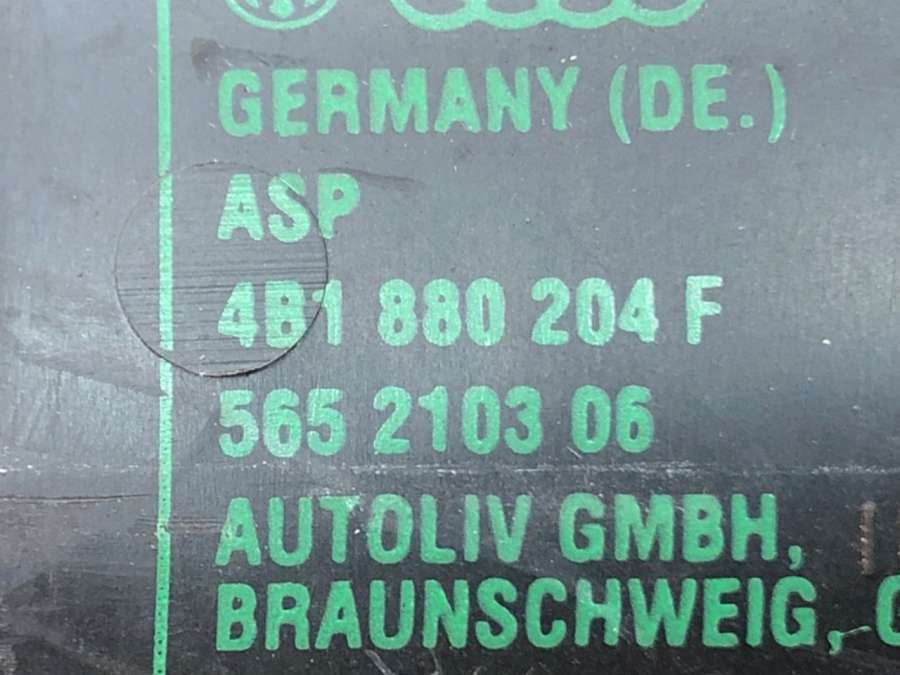 GERMANY (DE.)
ASP
4B1 880 204 F
565 2103 06
AUTOLIV GMBH,
BRAUNSCHWEIG,